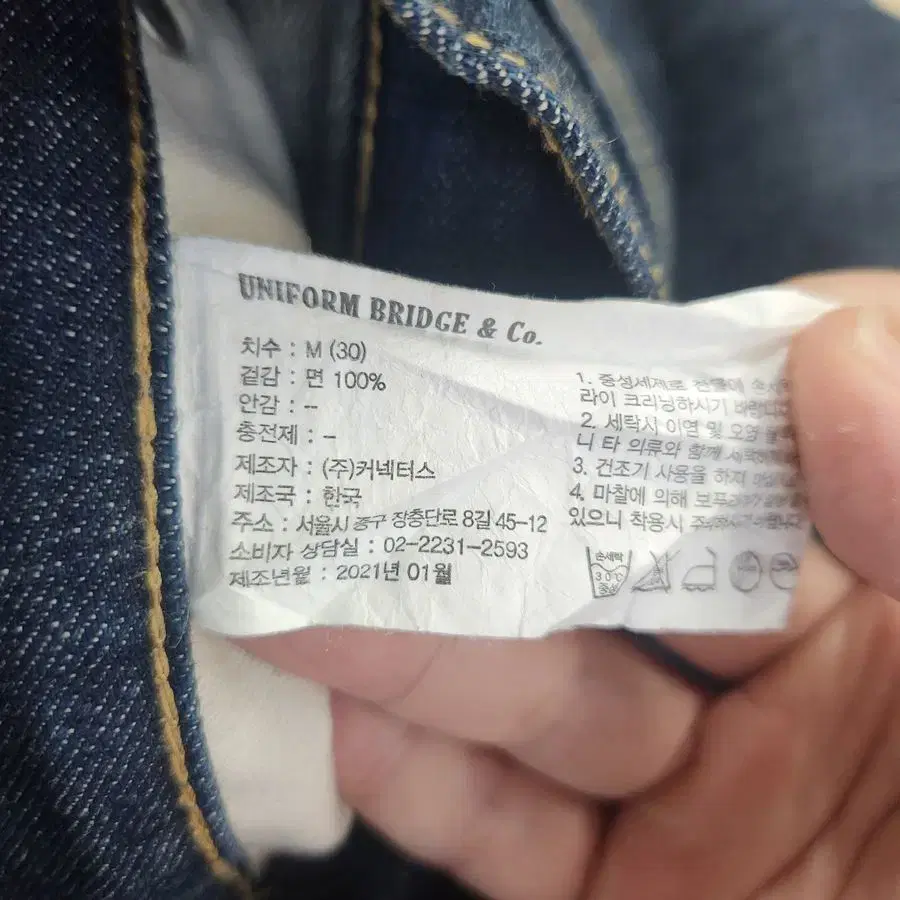 UNIFORM BRIDGE & Co.
치수 : M (30)
겉감 : 면 100%
안감 : --
충전제 : -
제조자 : (주)커넥터스
제조국 : 한국
주소 : 서울시 중구 장충단로 8길 45-12
소비자 상담실 : 02-2231-2593
제조년월 : 2021년 01월
1. 중성세제로 찬물에
라이 크리닝하시기
2. 세탁시 이염 및 오염
니 타 의류와 함께
3. 건조기 사용을 하지
4. 마찰에 의해
있으니 착용시
손세탁
30℃
중성